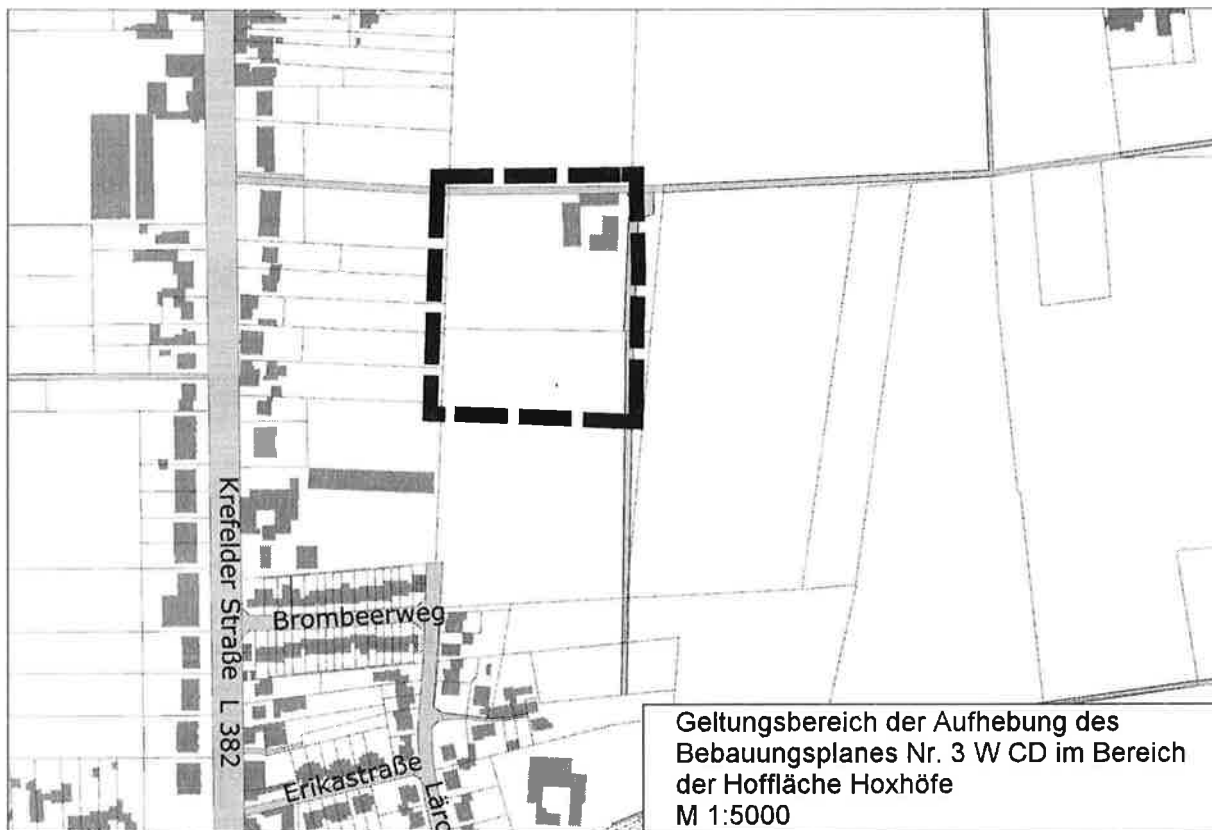 Krefelder Straße L 382
Brombeerweg
Erikastraße
Geltungsbereich der Aufhebung des
Bebauungsplanes Nr. 3 W CD im Bereich
der Hoffläche Hoxhöfe
M 1:5000